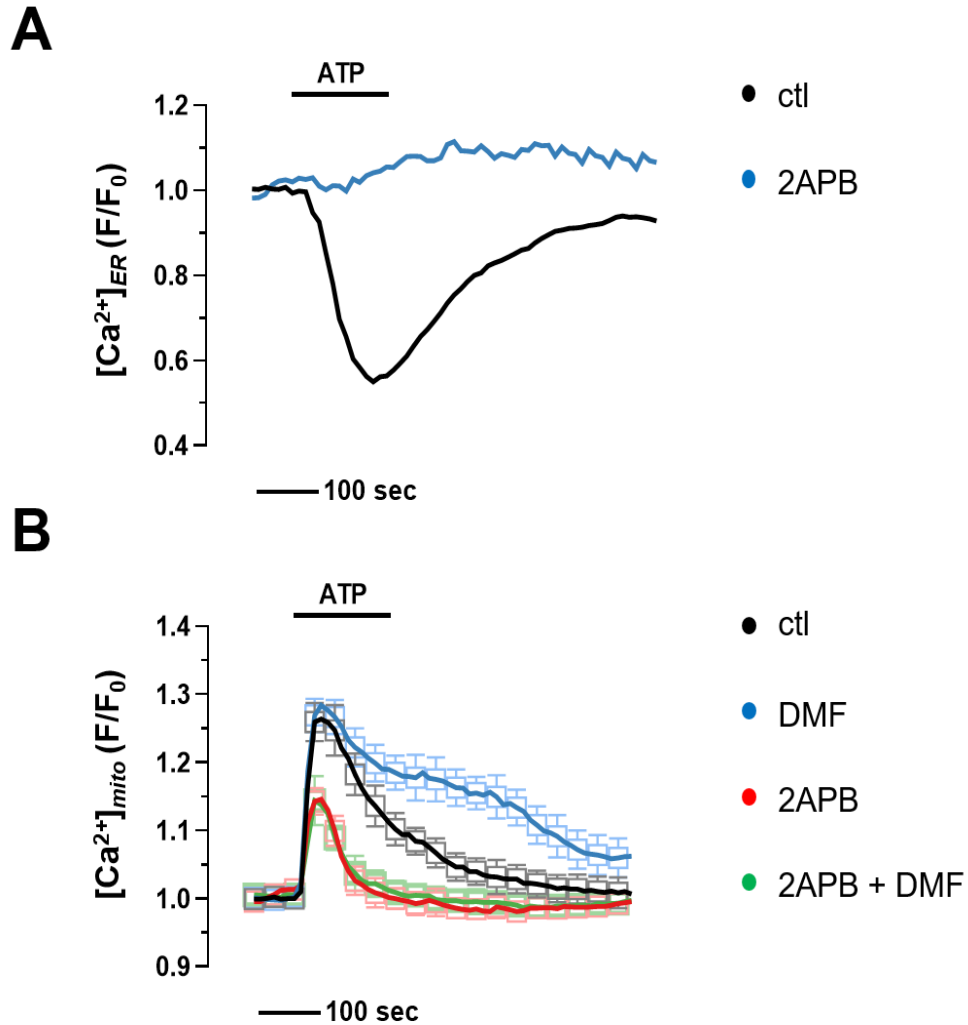 A
ATP
ctl
2APB
[Ca²⁺]ER (F/F₀)
1.2
1.0
0.8
0.6
0.4
100 sec
B
ATP
ctl
DMF
2APB
2APB + DMF
[Ca²⁺]mito (F/F₀)
1.4
1.3
1.2
1.1
1.0
0.9
100 sec